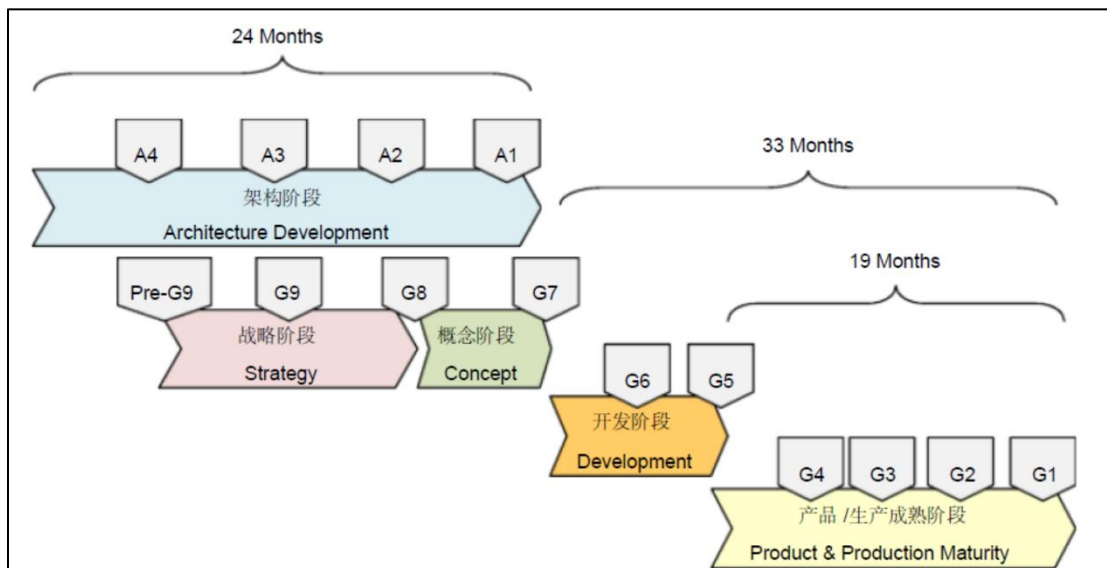 24 Months
A4
A3
A2
A1
33 Months
架构阶段
Architecture Development
19 Months
Pre-G9
G9
G8
G7
战略阶段
概念阶段
Strategy
Concept
G6
G5
开发阶段
Development
G4
G3
G2
G1
产品 /生产成熟阶段
Product & Production Maturity